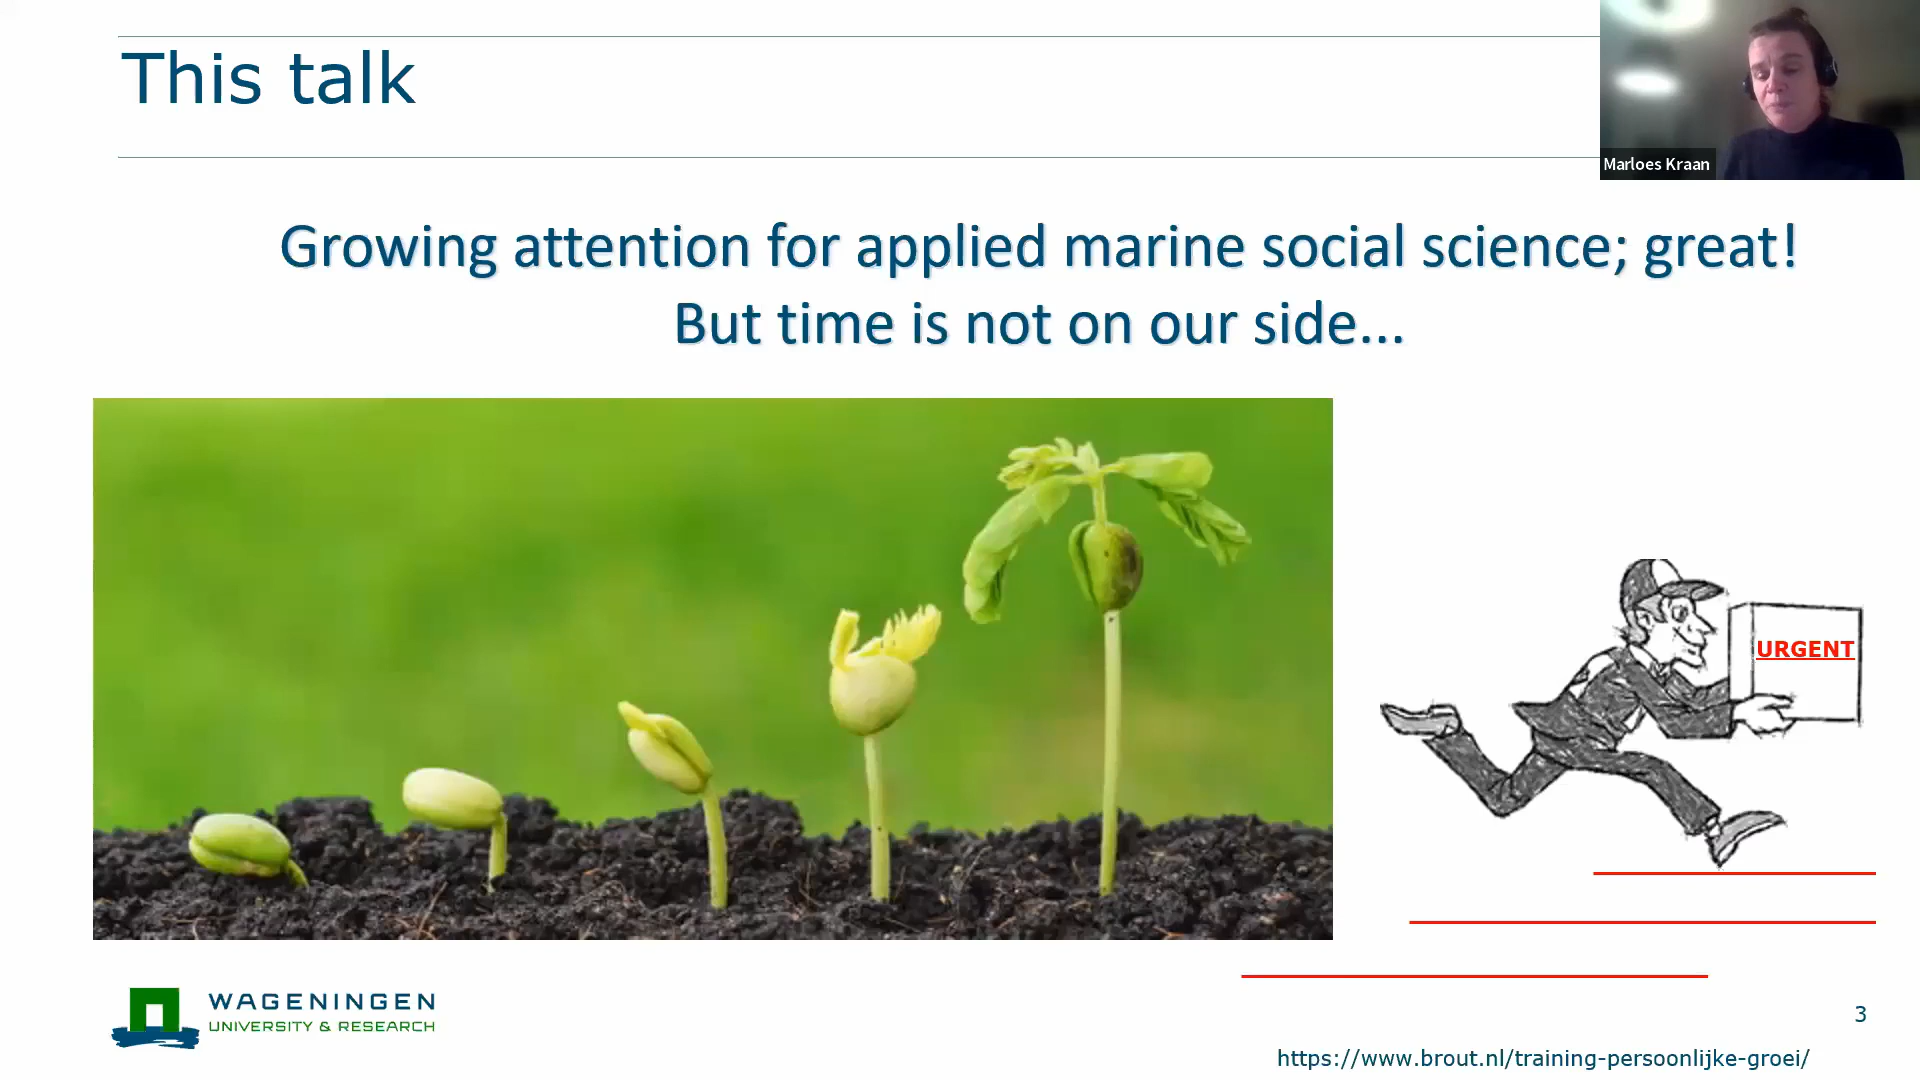 This talk
Marloes Kraan
Growing attention for applied marine social science; great!
But time is not on our side...
URGENT
WAGENINGEN
UNIVERSITY & RESEARCH
3
https://www.brout.nl/training-persoonlijke-groei/